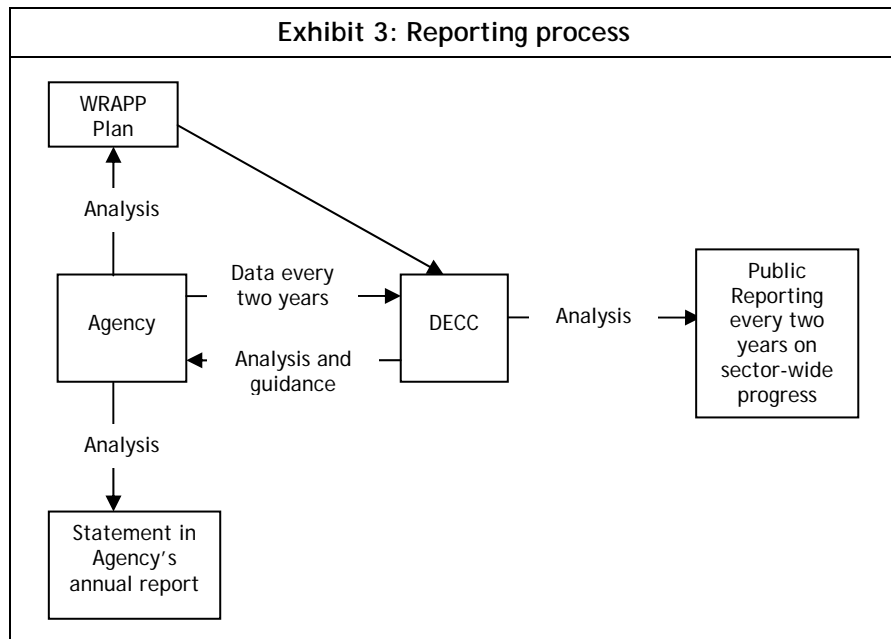 Exhibit 3: Reporting process
WRAPP
Plan
Analysis
Data every
two years
Agency
DECC
Analysis
Public
Reporting
every two
years on
sector-wide
progress
Analysis and
guidance
Analysis
Statement in
Agency's
annual report